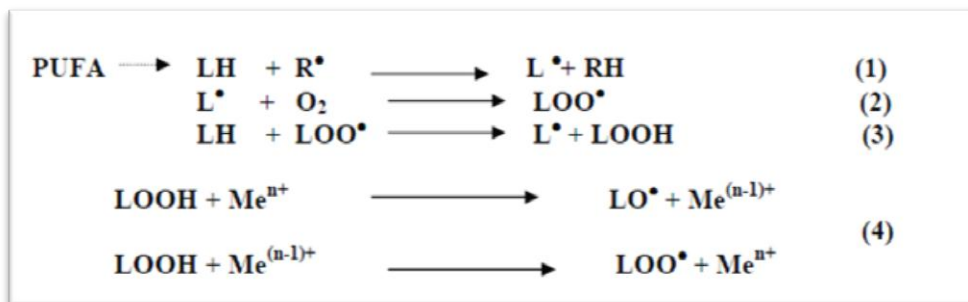 PUFA → LH + R• → L• + RH (1)
L• + O₂ → LOO• (2)
LH + LOO• → L• + LOOH (3)
LOOH + Meⁿ⁺ → LO• + Me⁽ⁿ⁻¹⁾⁺
(4)
LOOH + Me⁽ⁿ⁻¹⁾⁺ → LOO• + Meⁿ⁺